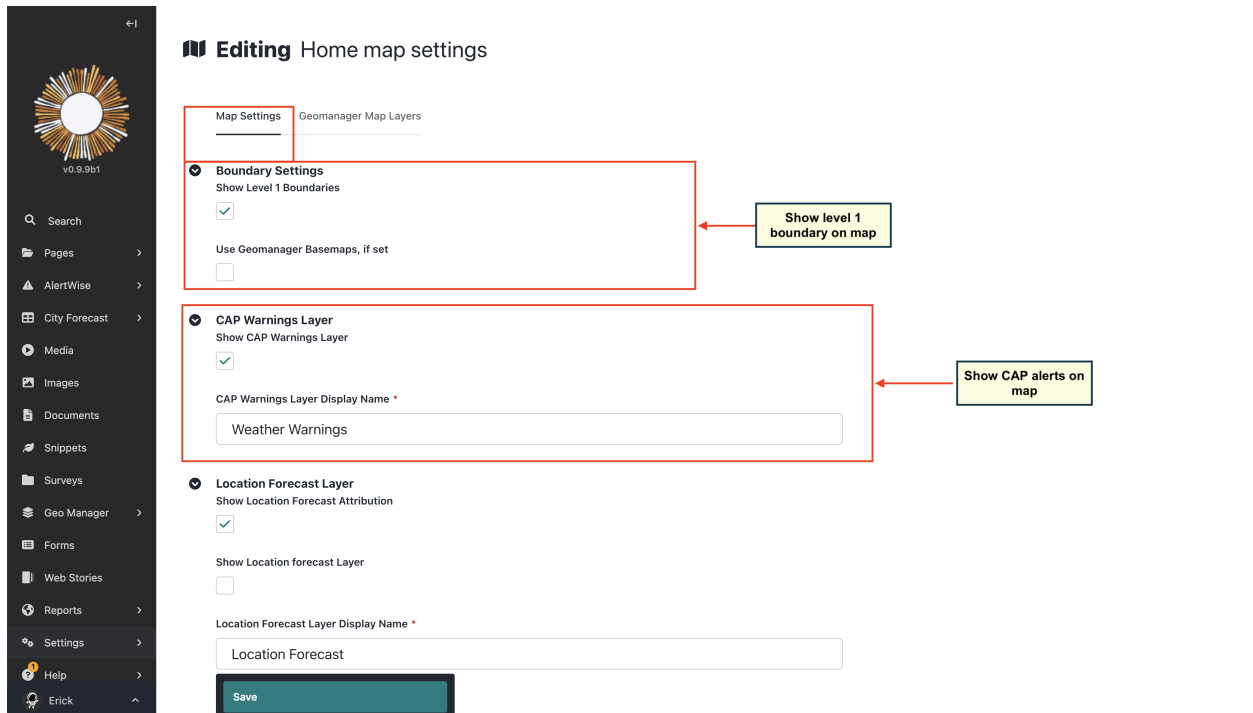 v0.9.9b1
Search
Pages
AlertWise
City Forecast
Media
Images
Documents
Snippets
Surveys
Geo Manager
Forms
Web Stories
Reports
Settings
1
?
Help
Erick
Editing Home map settings
Map Settings
Geomanager Map Layers
Boundary Settings
Show Level 1 Boundaries
Use Geomanager Basemaps, if set
Show level 1
boundary on map
CAP Warnings Layer
Show CAP Warnings Layer
CAP Warnings Layer Display Name *
Weather Warnings
Show CAP alerts on
map
Location Forecast Layer
Show Location Forecast Attribution
Show Location forecast Layer
Location Forecast Layer Display Name *
Location Forecast
Save